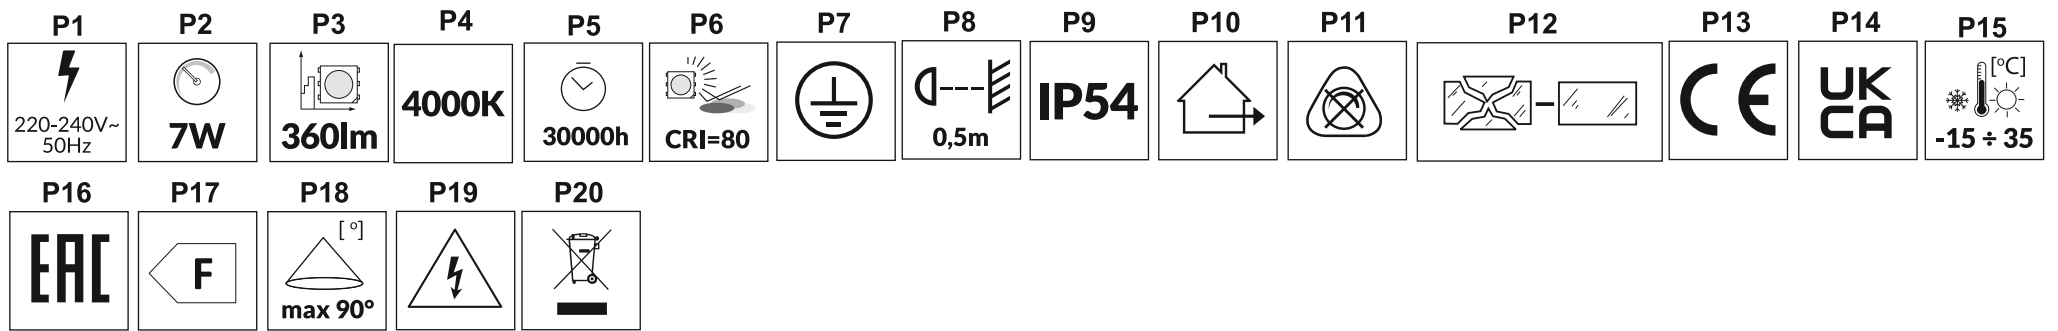 P1 P2 P3 P4 P5 P6 P7 P8 P9 P10 P11 P12 P13 P14 P15
220-240V~
50Hz
7W
360lm
4000K
30000h
CRI=80
0,5m
IP54
CE
UK
CA
[°C]
-15 ÷ 35
P16 P17 P18 P19 P20
EAC
F
[°]
max 90°